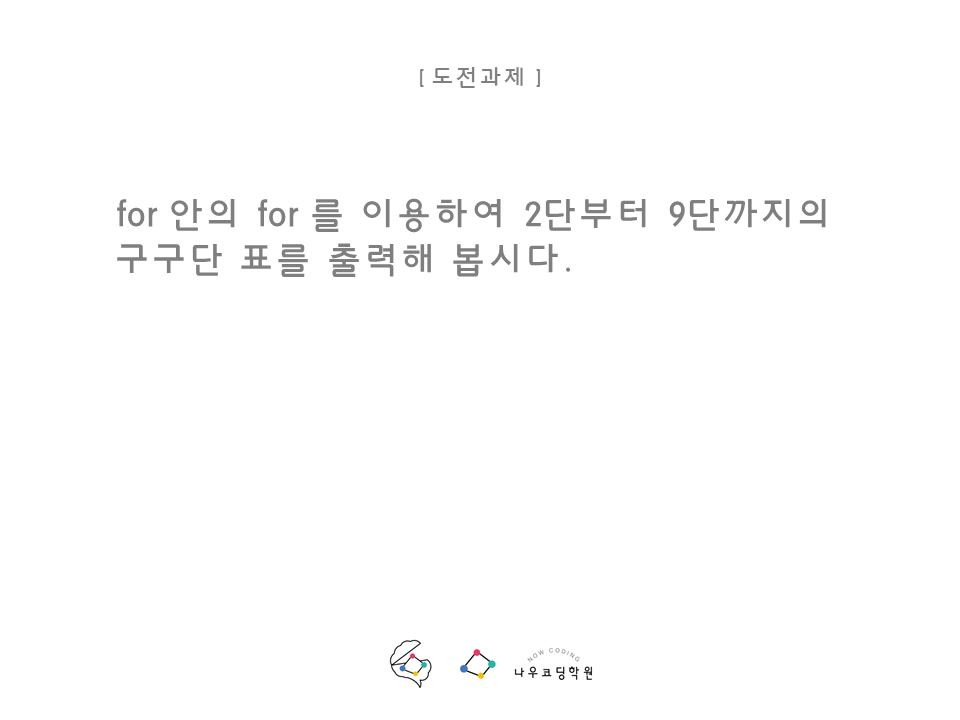 [ 도전과제 ]
for 안의 for 를 이용하여 2단부터 9단까지의
구구단 표를 출력해 봅시다.
NOW CODING
나우코딩학원